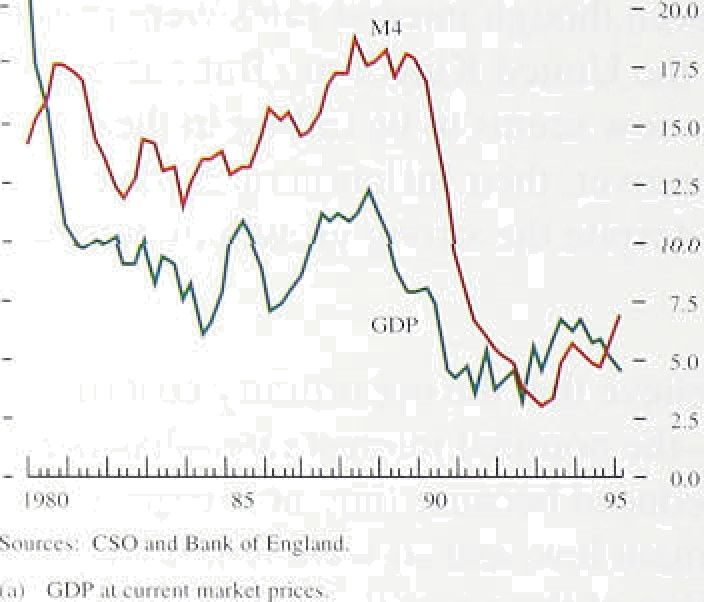 M4
20.0
17.5
15.0
12.5
10.0
7.5
GDP
5.0
2.5
0.0
1980 85 90 95
Sources: CSO and Bank of England.
(a) GDP at current market prices.